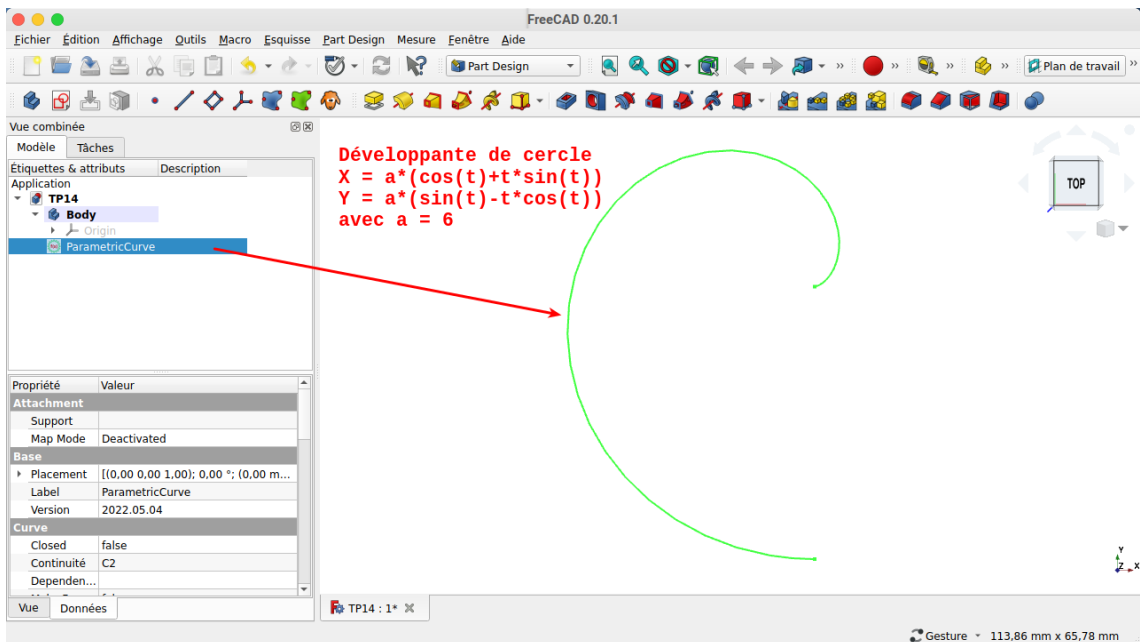 FreeCAD 0.20.1
Fichier Édition Affichage Outils Macro Esquisse Part Design Mesure Fenêtre Aide
Part Design » » » Plan de travail »
Vue combinée
Modèle Tâches
Étiquettes & attributs Description
Application
TP14
Body
Origin
ParametricCurve
Développante de cercle
X = a*(cos(t)+t*sin(t))
Y = a*(sin(t)-t*cos(t))
avec a = 6
TOP
Propriété Valeur
Attachment
Support
Map Mode Deactivated
Base
Placement [(0,00 0,00 1,00); 0,00 °; (0,00 m...
Label ParametricCurve
Version 2022.05.04
Curve
Closed false
Continuité C2
Dependen...
Y
Z X
Vue Données
TP14 : 1*
Gesture 113,86 mm x 65,78 mm